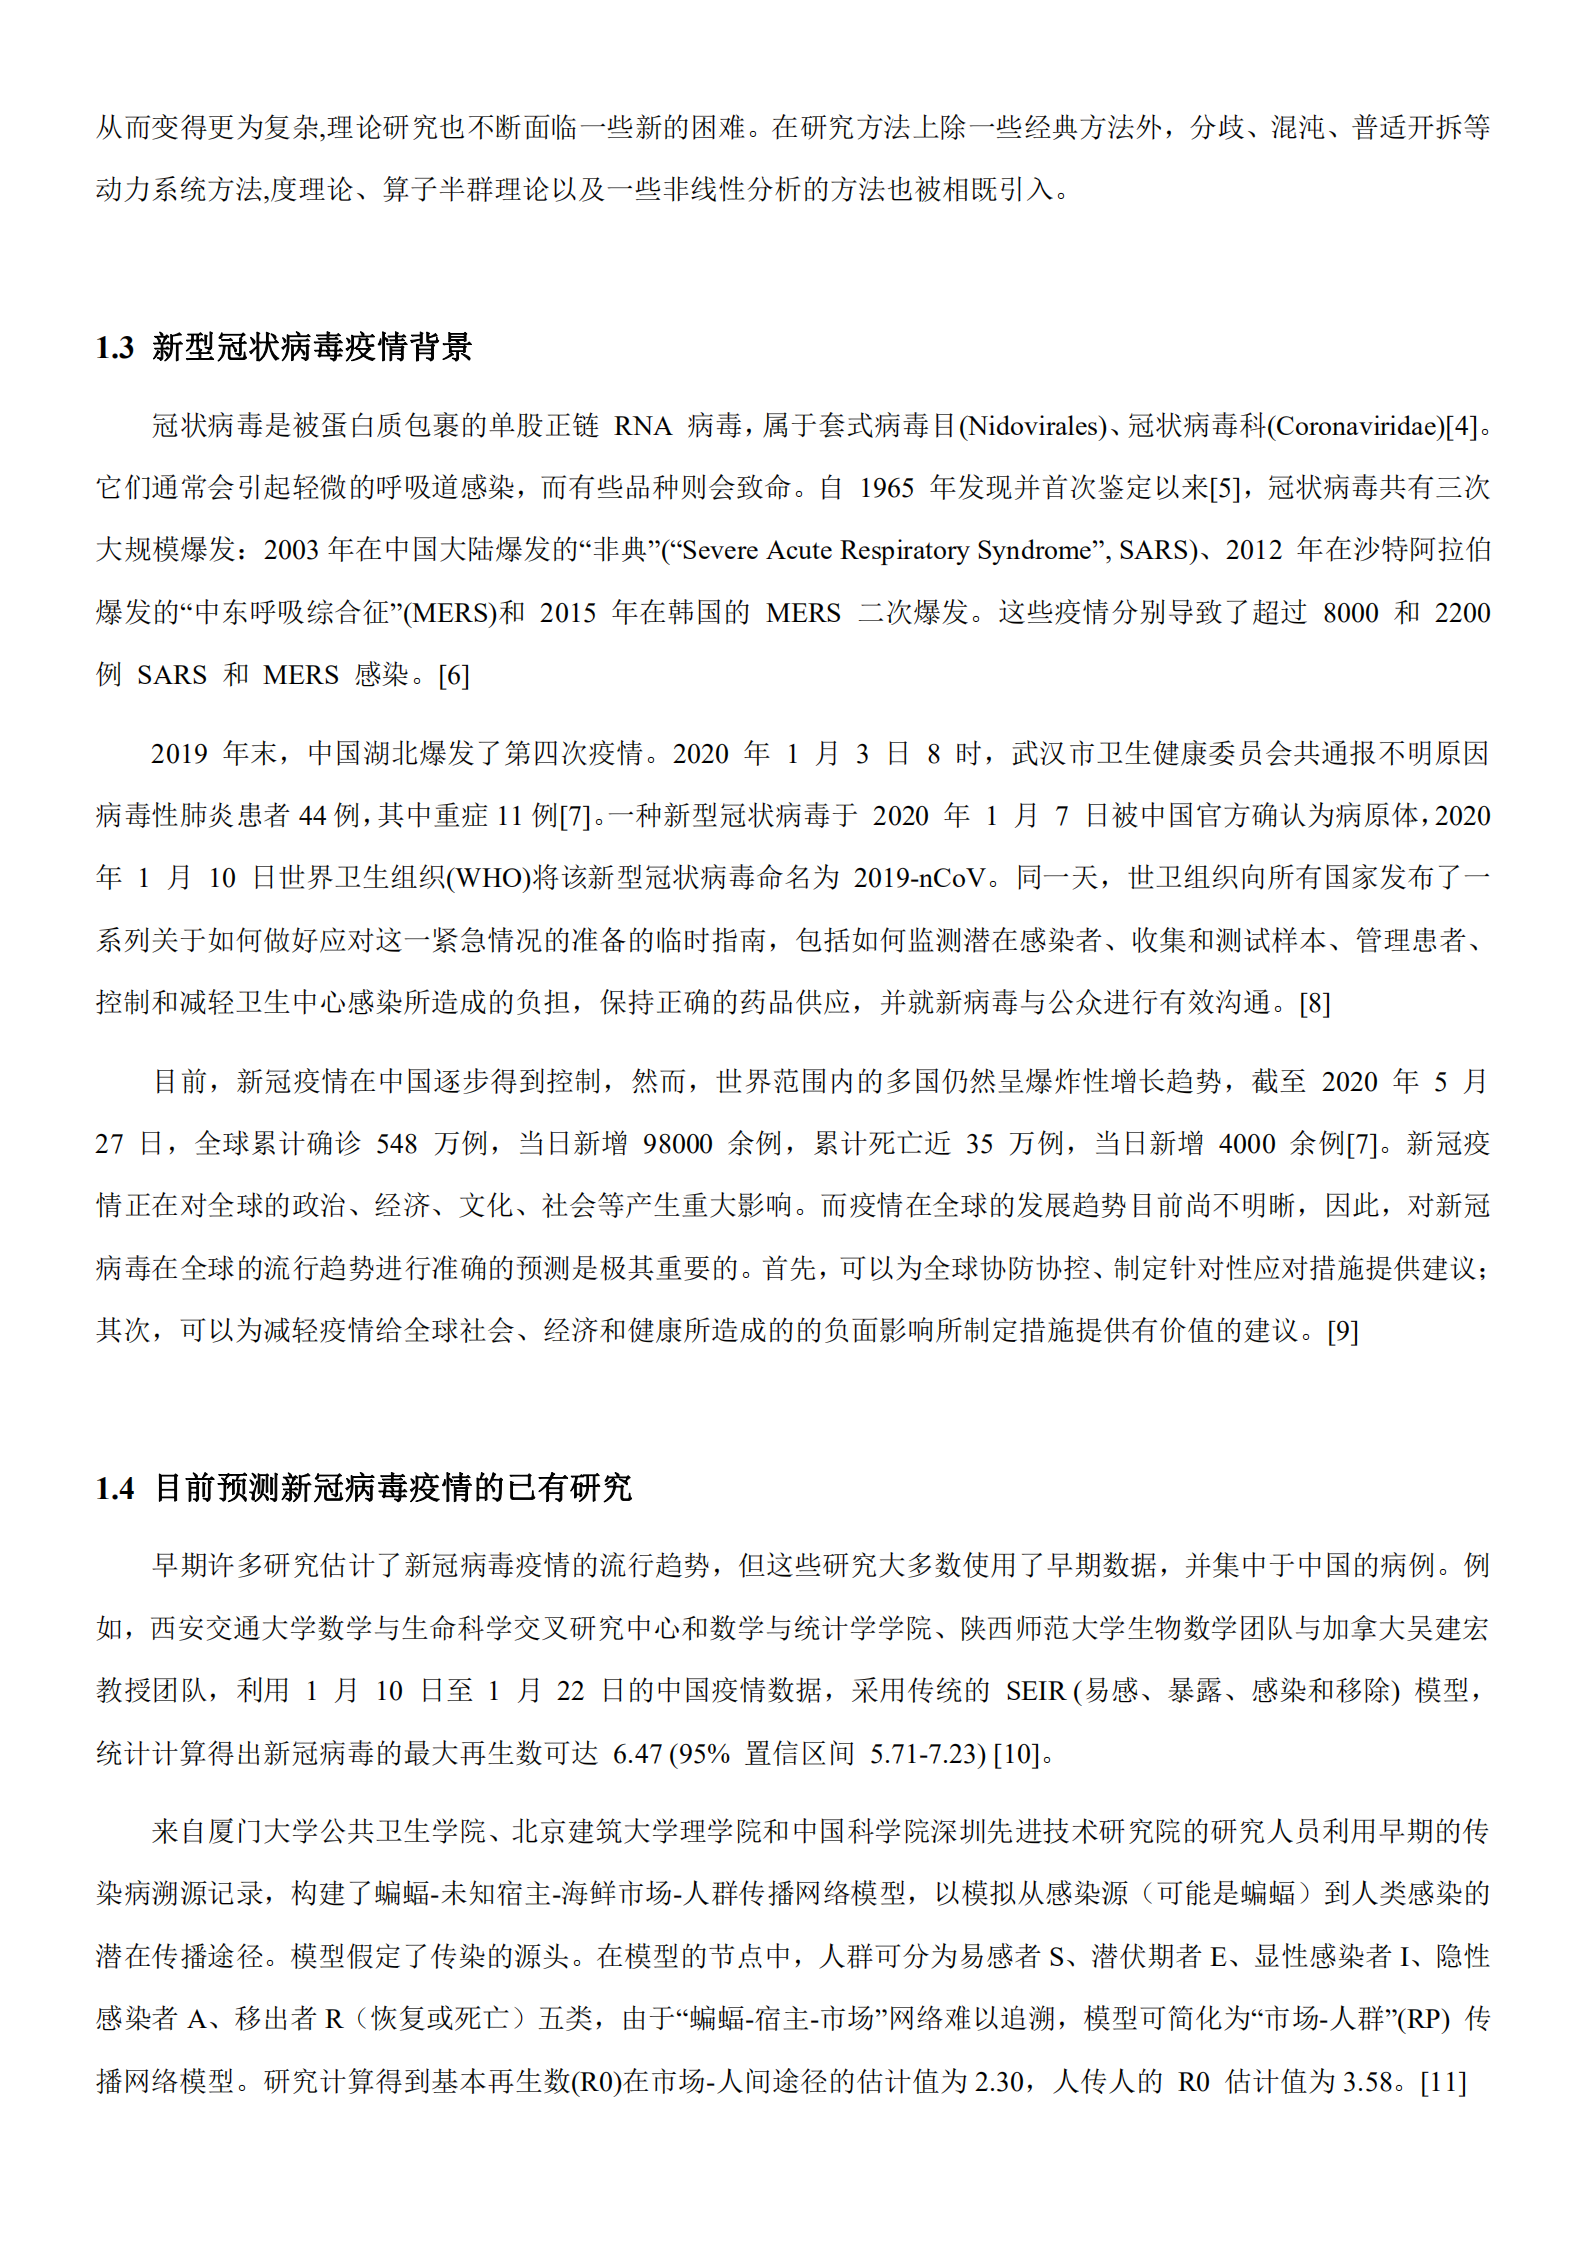 从而变得更为复杂,理论研究也不断面临一些新的困难。在研究方法上除一些经典方法外，分歧、混沌、普适开拆等
动力系统方法,度理论、算子半群理论以及一些非线性分析的方法也被相既引入。
1.3 新型冠状病毒疫情背景
冠状病毒是被蛋白质包裹的单股正链 RNA 病毒，属于套式病毒目(Nidovirales)、冠状病毒科(Coronaviridae)[4]。
它们通常会引起轻微的呼吸道感染，而有些品种则会致命。自 1965 年发现并首次鉴定以来[5]，冠状病毒共有三次
大规模爆发：2003 年在中国大陆爆发的“非典”(“Severe Acute Respiratory Syndrome”, SARS)、2012 年在沙特阿拉伯
爆发的“中东呼吸综合征”(MERS)和 2015 年在韩国的 MERS 二次爆发。这些疫情分别导致了超过 8000 和 2200
例 SARS 和 MERS 感染。[6]
2019 年末，中国湖北爆发了第四次疫情。2020 年 1 月 3 日 8 时，武汉市卫生健康委员会共通报不明原因
病毒性肺炎患者 44 例，其中重症 11 例[7]。一种新型冠状病毒于 2020 年 1 月 7 日被中国官方确认为病原体，2020
年 1 月 10 日世界卫生组织(WHO)将该新型冠状病毒命名为 2019-nCoV。同一天，世卫组织向所有国家发布了一
系列关于如何做好应对这一紧急情况的准备的临时指南，包括如何监测潜在感染者、收集和测试样本、管理患者、
控制和减轻卫生中心感染所造成的负担，保持正确的药品供应，并就新病毒与公众进行有效沟通。[8]
目前，新冠疫情在中国逐步得到控制，然而，世界范围内的多国仍然呈爆炸性增长趋势，截至 2020 年 5 月
27 日，全球累计确诊 548 万例，当日新增 98000 余例，累计死亡近 35 万例，当日新增 4000 余例[7]。新冠疫
情正在对全球的政治、经济、文化、社会等产生重大影响。而疫情在全球的发展趋势目前尚不明晰，因此，对新冠
病毒在全球的流行趋势进行准确的预测是极其重要的。首先，可以为全球协防协控、制定针对性应对措施提供建议；
其次，可以为减轻疫情给全球社会、经济和健康所造成的的负面影响所制定措施提供有价值的建议。[9]
1.4 目前预测新冠病毒疫情的已有研究
早期许多研究估计了新冠病毒疫情的流行趋势，但这些研究大多数使用了早期数据，并集中于中国的病例。例
如，西安交通大学数学与生命科学交叉研究中心和数学与统计学学院、陕西师范大学生物数学团队与加拿大吴建宏
教授团队，利用 1 月 10 日至 1 月 22 日的中国疫情数据，采用传统的 SEIR (易感、暴露、感染和移除) 模型，
统计计算得出新冠病毒的最大再生数可达 6.47 (95% 置信区间 5.71-7.23) [10]。
来自厦门大学公共卫生学院、北京建筑大学理学院和中国科学院深圳先进技术研究院的研究人员利用早期的传
染病溯源记录，构建了蝙蝠-未知宿主-海鲜市场-人群传播网络模型，以模拟从感染源（可能是蝙蝠）到人类感染的
潜在传播途径。模型假定了传染的源头。在模型的节点中，人群可分为易感者 S、潜伏期者 E、显性感染者 I、隐性
感染者 A、移出者 R（恢复或死亡）五类，由于“蝙蝠-宿主-市场”网络难以追溯，模型可简化为“市场-人群”(RP) 传
播网络模型。研究计算得到基本再生数(R0)在市场-人间途径的估计值为 2.30，人传人的 R0 估计值为 3.58。[11]